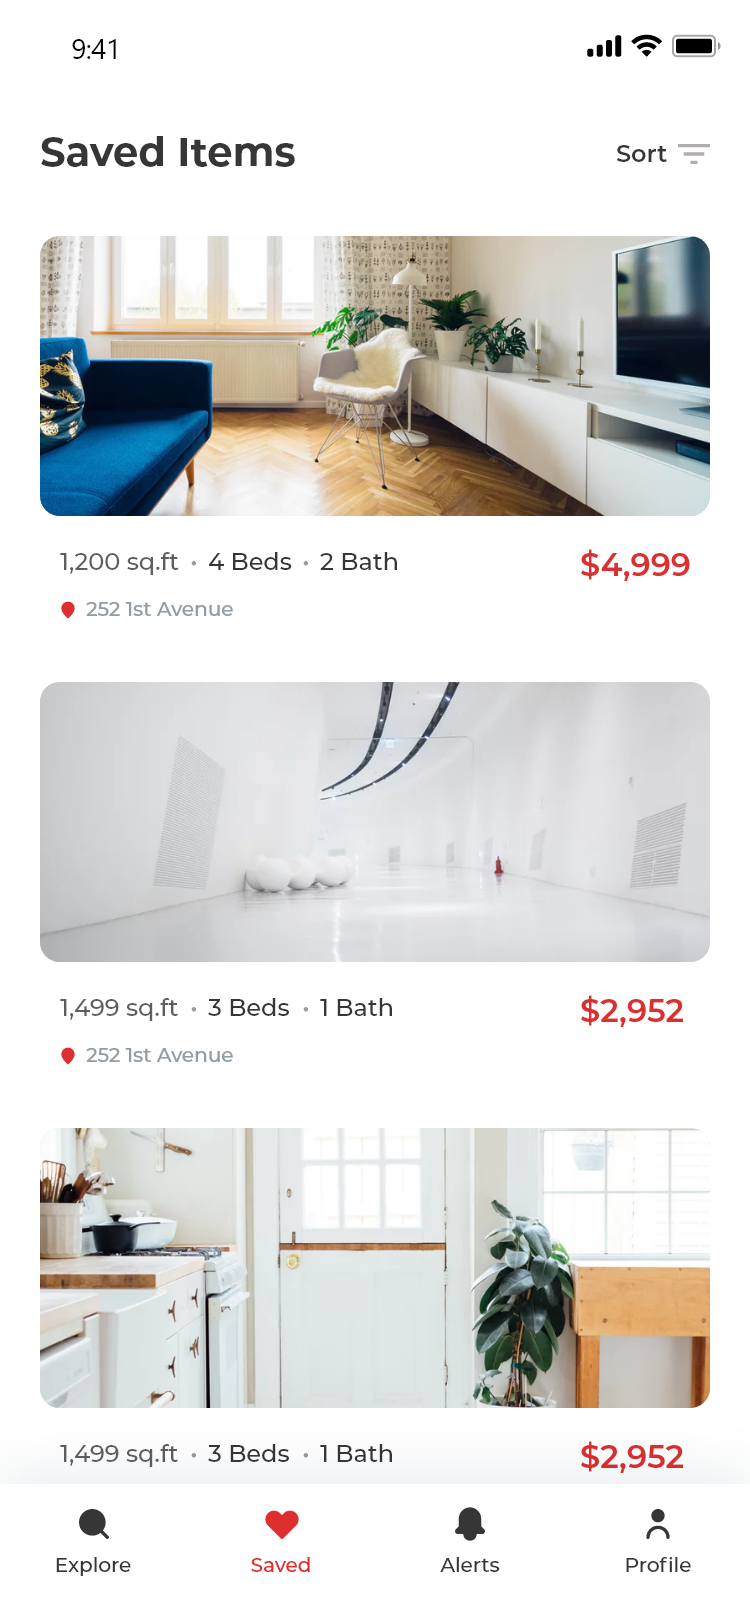 9:41
Saved Items
Sort
1,200 sq.ft • 4 Beds • 2 Bath
$4,999
252 1st Avenue
1,499 sq.ft • 3 Beds • 1 Bath
$2,952
252 1st Avenue
1,499 sq.ft • 3 Beds • 1 Bath
$2,952
Explore
Saved
Alerts
Profile